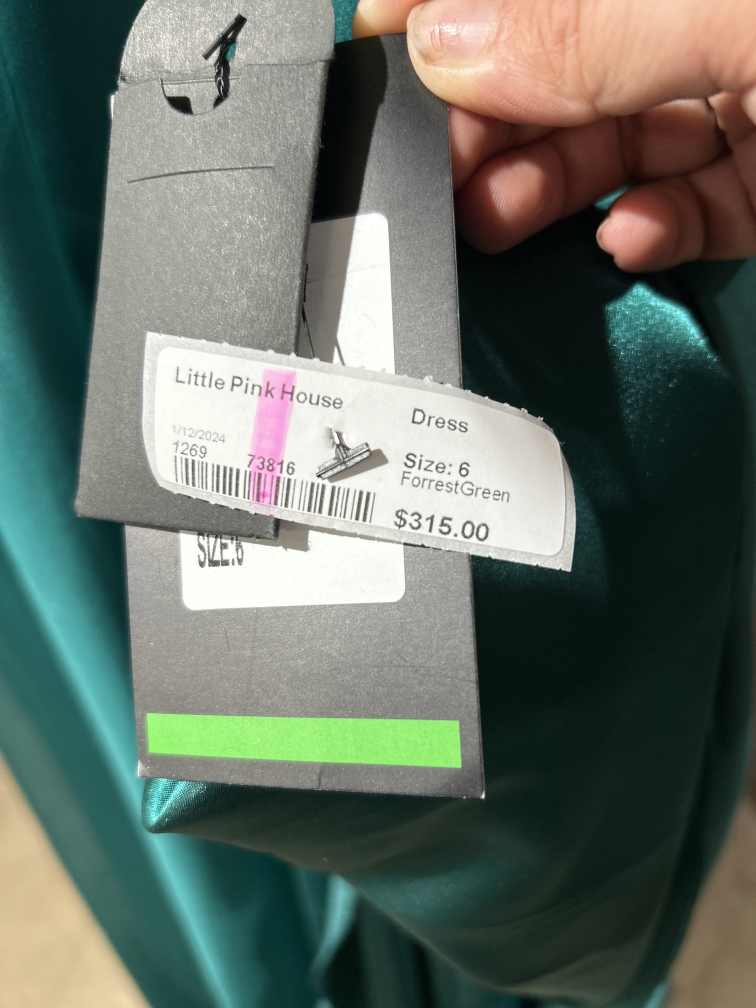 Little Pink House
Dress
1/12/2024
1269
73816
Size: 6
ForrestGreen
$315.00
SIZE:6